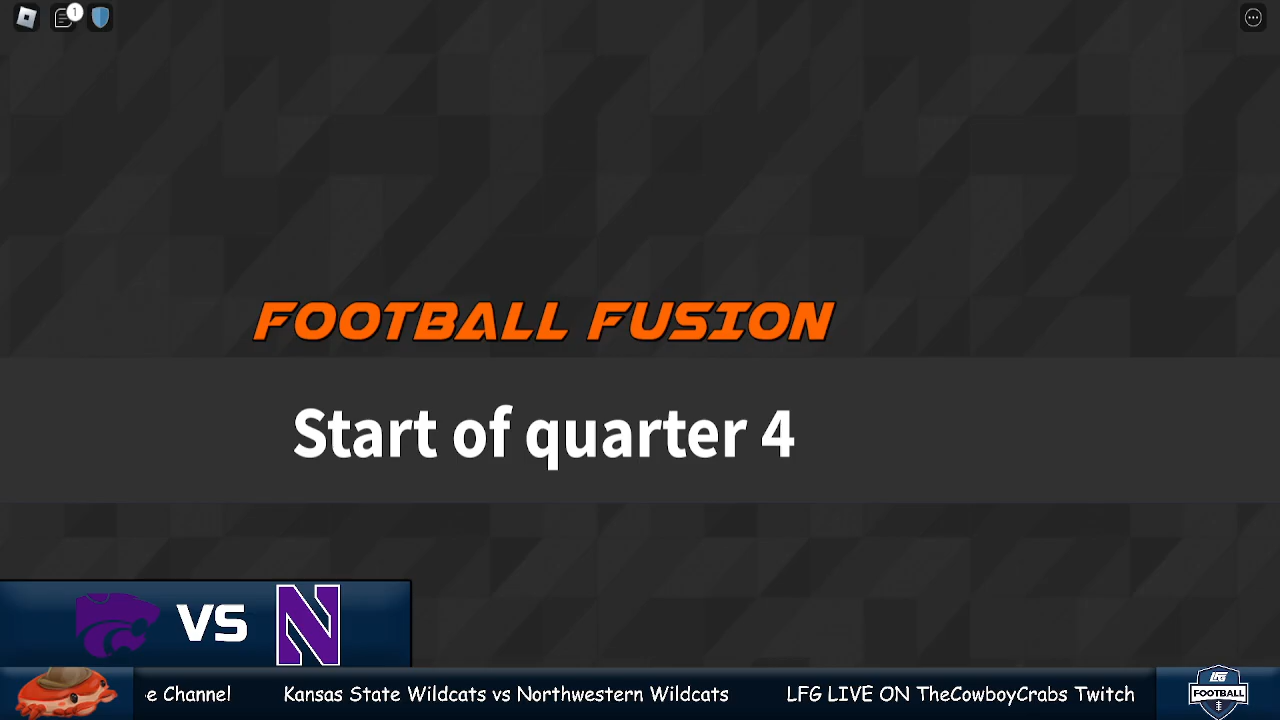 1
FOOTBALL FUSION
Start of quarter 4
VS
N
e Channel Kansas State Wildcats vs Northwestern Wildcats LFG LIVE ON TheCowboyCrabs Twitch
LFG
FOOTBALL